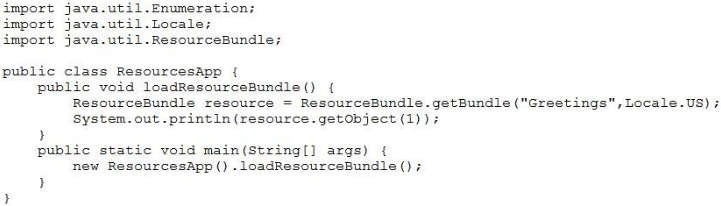 import java.util.Enumeration;
import java.util.Locale;
import java.util.ResourceBundle;

public class ResourcesApp {
    public void loadResourceBundle() {
        ResourceBundle resource = ResourceBundle.getBundle("Greetings",Locale.US);
        System.out.println(resource.getObject(1));
    }
    public static void main(String[] args) {
        new ResourcesApp().loadResourceBundle();
    }
}